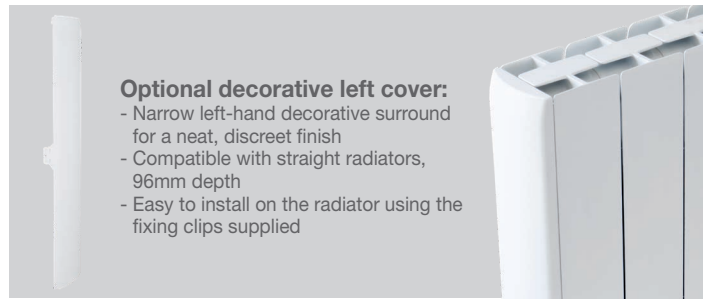 Optional decorative left cover:
- Narrow left-hand decorative surround
for a neat, discreet finish
- Compatible with straight radiators,
96mm depth
- Easy to install on the radiator using the
fixing clips supplied